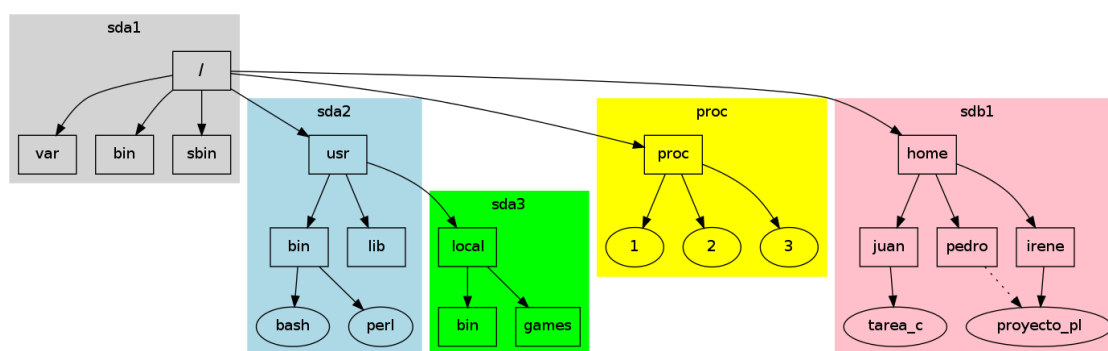 sda1
/
var
bin
sbin
sda2
usr
bin
lib
bash
perl
sda3
local
bin
games
proc
proc
1
2
3
sdb1
home
juan
pedro
irene
tarea_c
proyecto_pl